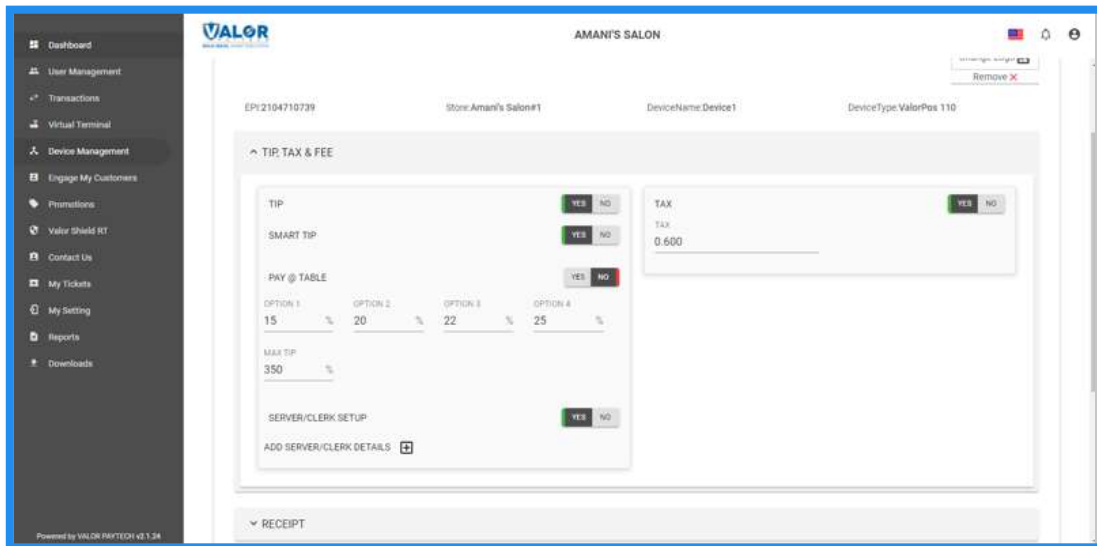 VALOR
AMANI'S SALON
Dashboard
User Management
Transactions
Virtual Terminal
Device Management
Engage My Customers
Promotions
Valor Shield RT
Contact Us
My Tickets
My Setting
Reports
Downloads
Powered by VALOR PAYTECH v2.1.24
Remove X
EPI:2104710739 Store:Amani's Salon#1 DeviceName:Device1 DeviceType:ValorPos 110
TIP, TAX & FEE
TIP YES NO
SMART TIP YES NO
PAY @ TABLE YES NO
OPTION 1 OPTION 2 OPTION 3 OPTION 4
15 % 20 % 22 % 25 %
MAX TIP
350 %
SERVER/CLERK SETUP YES NO
ADD SERVER/CLERK DETAILS
TAX YES NO
TAX
0.600
RECEIPT